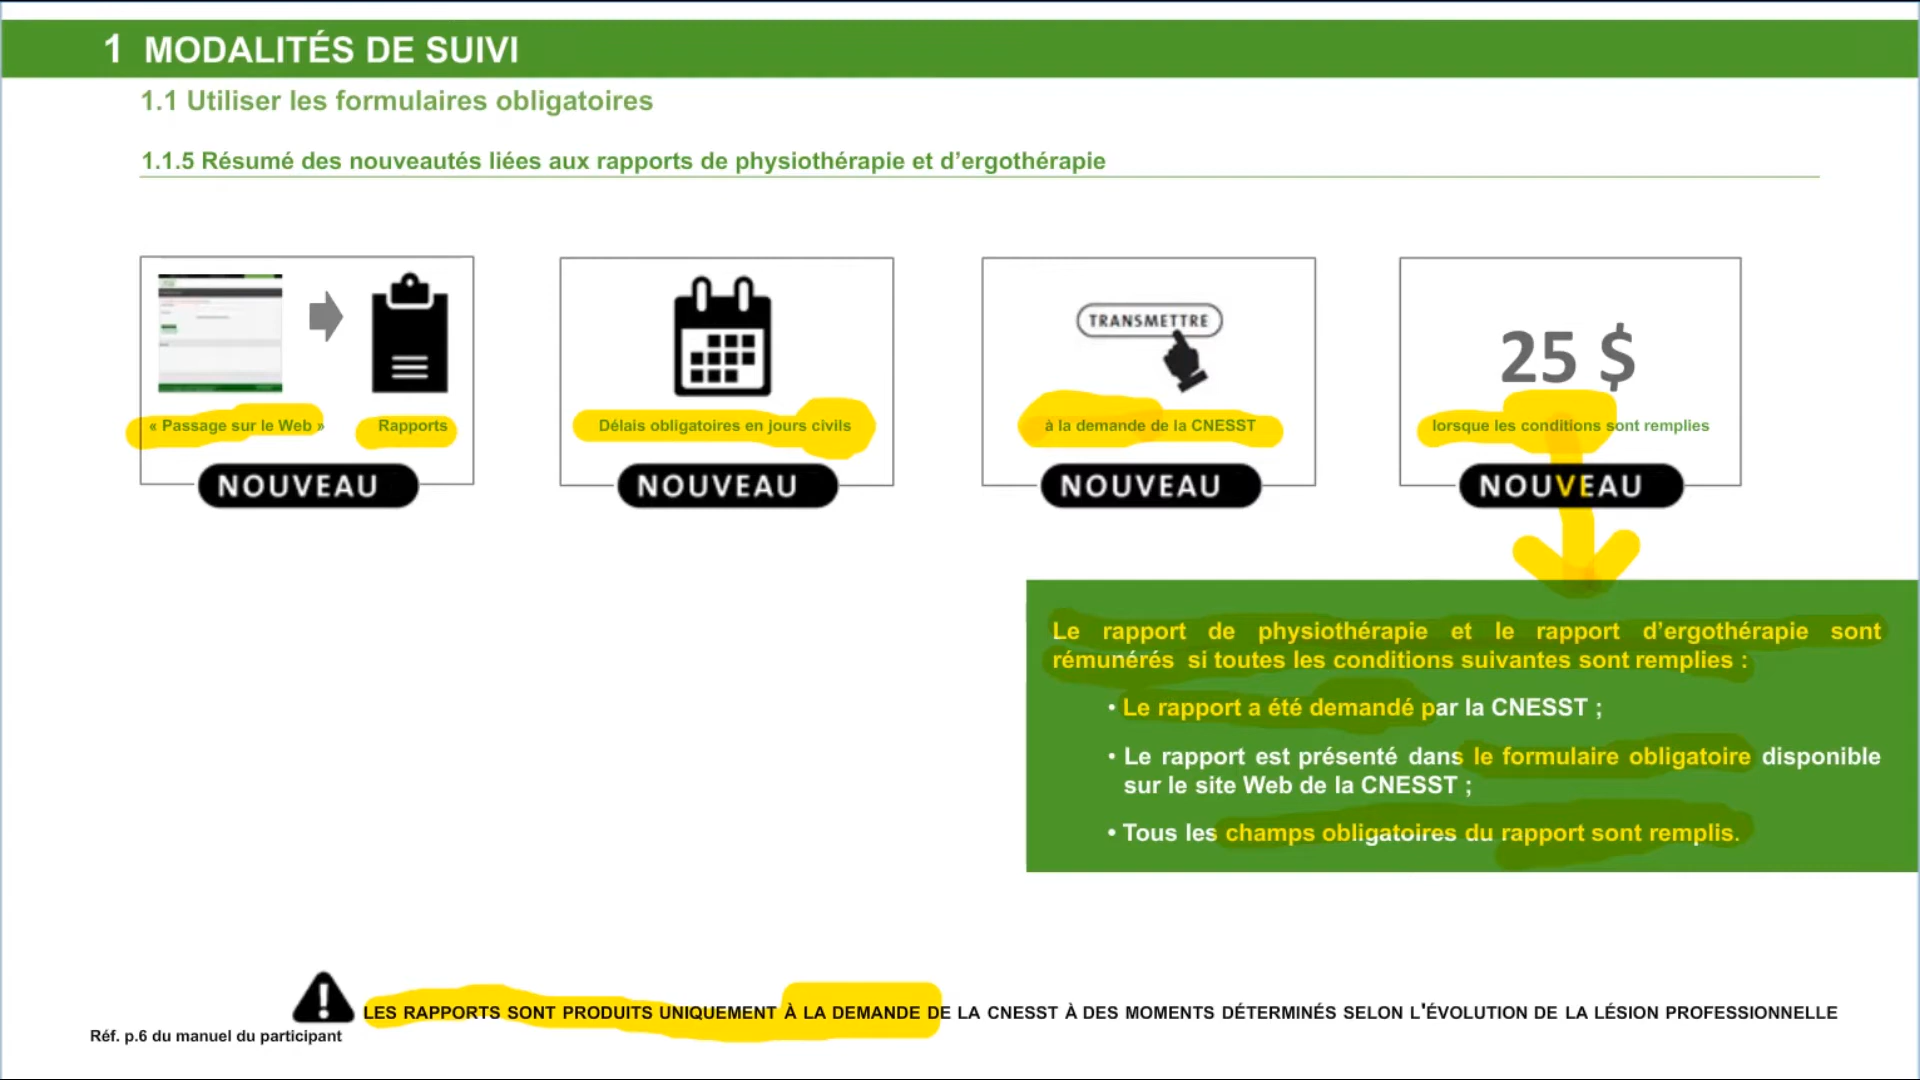 1 MODALITÉS DE SUIVI
1.1 Utiliser les formulaires obligatoires
1.1.5 Résumé des nouveautés liées aux rapports de physiothérapie et d’ergothérapie
« Passage sur le Web »
Rapports
NOUVEAU
Délais obligatoires en jours civils
NOUVEAU
TRANSMETTRE
à la demande de la CNESST
NOUVEAU
25 $
lorsque les conditions sont remplies
NOUVEAU
Le rapport de physiothérapie et le rapport d’ergothérapie sont
rémunérés si toutes les conditions suivantes sont remplies :
• Le rapport a été demandé par la CNESST ;
• Le rapport est présenté dans le formulaire obligatoire disponible
sur le site Web de la CNESST ;
• Tous les champs obligatoires du rapport sont remplis.
LES RAPPORTS SONT PRODUITS UNIQUEMENT À LA DEMANDE DE LA CNESST À DES MOMENTS DÉTERMINÉS SELON L'ÉVOLUTION DE LA LÉSION PROFESSIONNELLE
Réf. p.6 du manuel du participant